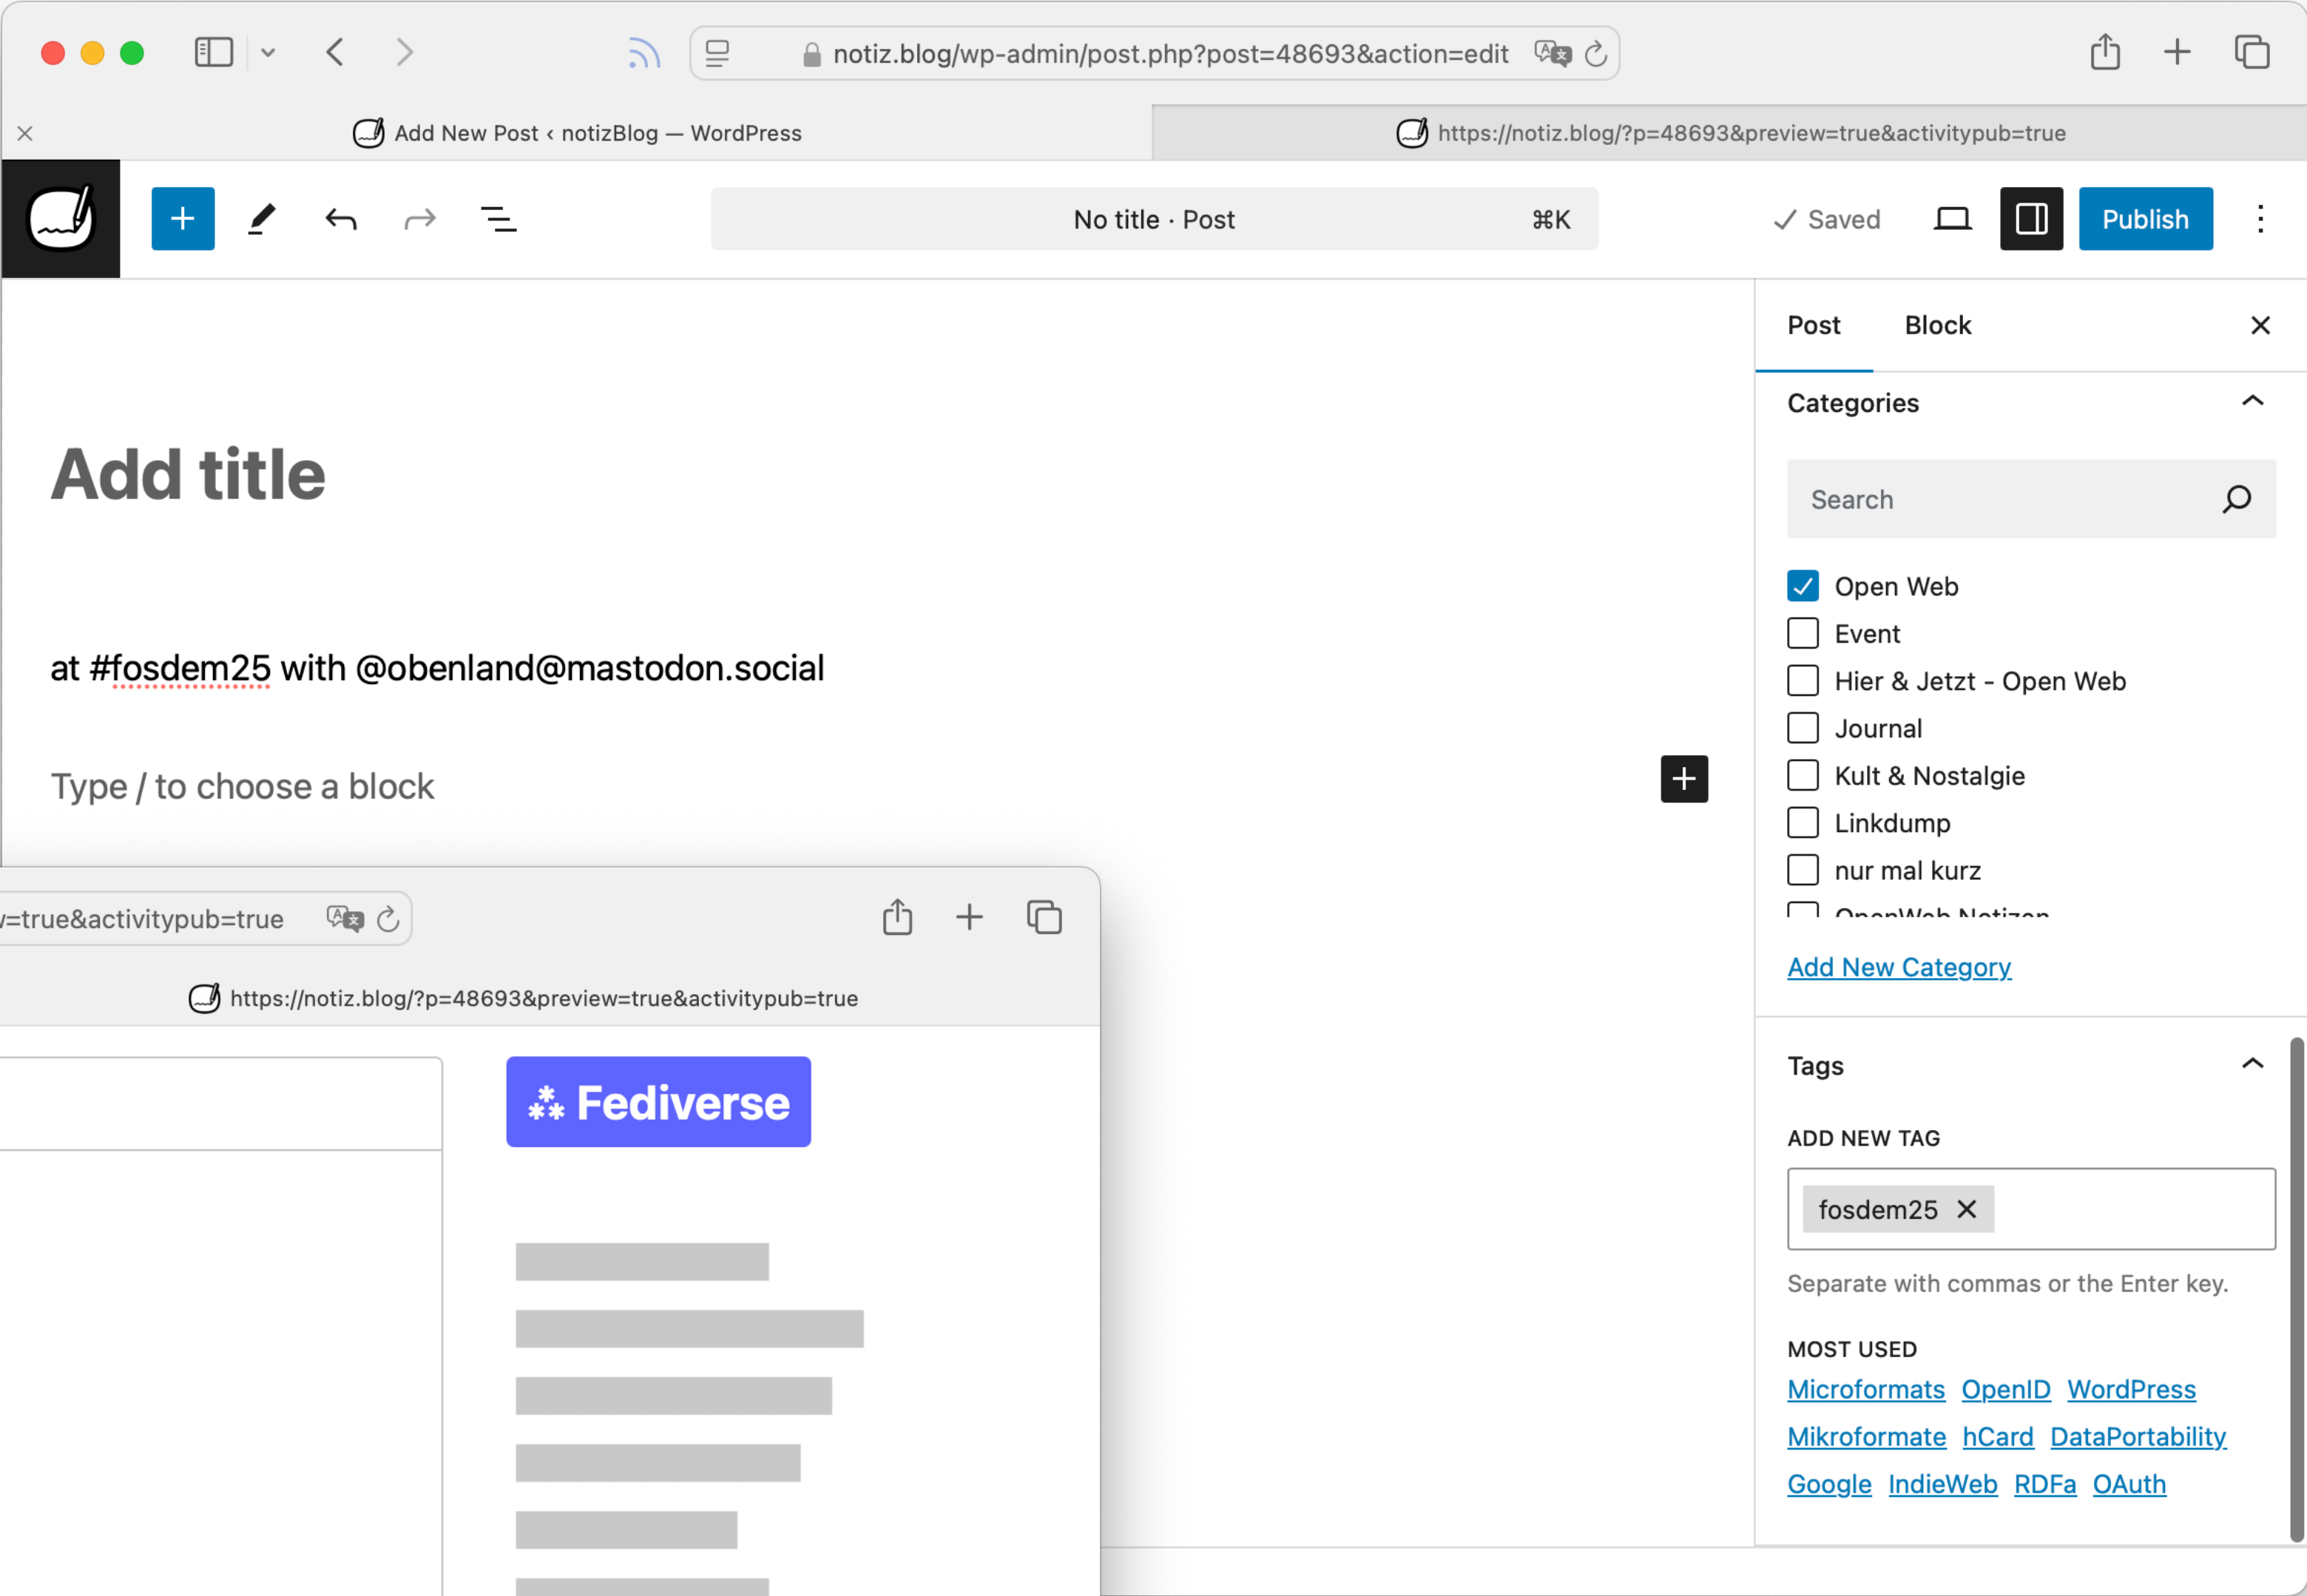 notiz.blog/wp-admin/post.php?post=48693&action=edit
Add New Post ‹ notizBlog — WordPress
https://notiz.blog/?p=48693&preview=true&activitypub=true
No title · Post
⌘K
Saved
Publish
Post
Block
Categories
Search
Open Web
Event
Hier & Jetzt - Open Web
Journal
Kult & Nostalgie
Linkdump
nur mal kurz
OpenWeb Notizen
Add New Category
Tags
ADD NEW TAG
fosdem25
Separate with commas or the Enter key.
MOST USED
Microformats OpenID WordPress
Mikroformate hCard DataPortability
Google IndieWeb RDFa OAuth
Add title
at #fosdem25 with @obenland@mastodon.social
Type / to choose a block
=true&activitypub=true
https://notiz.blog/?p=48693&preview=true&activitypub=true
Fediverse